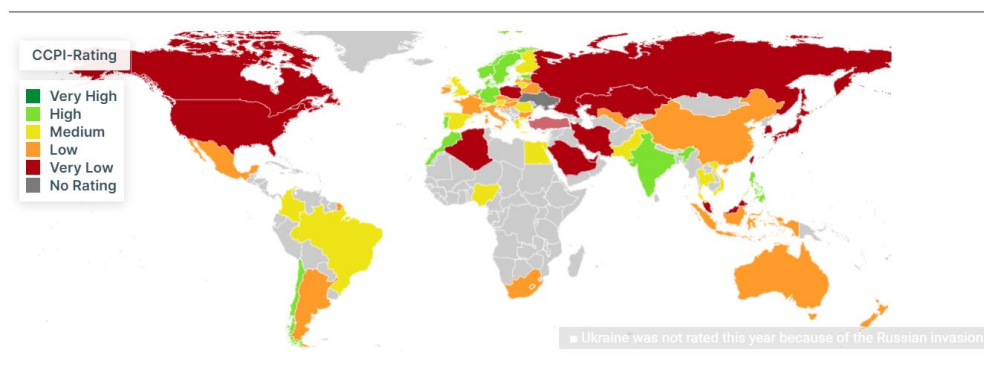 CCPI-Rating
Very High
High
Medium
Low
Very Low
No Rating
■ Ukraine was not rated this year because of the Russian invasion